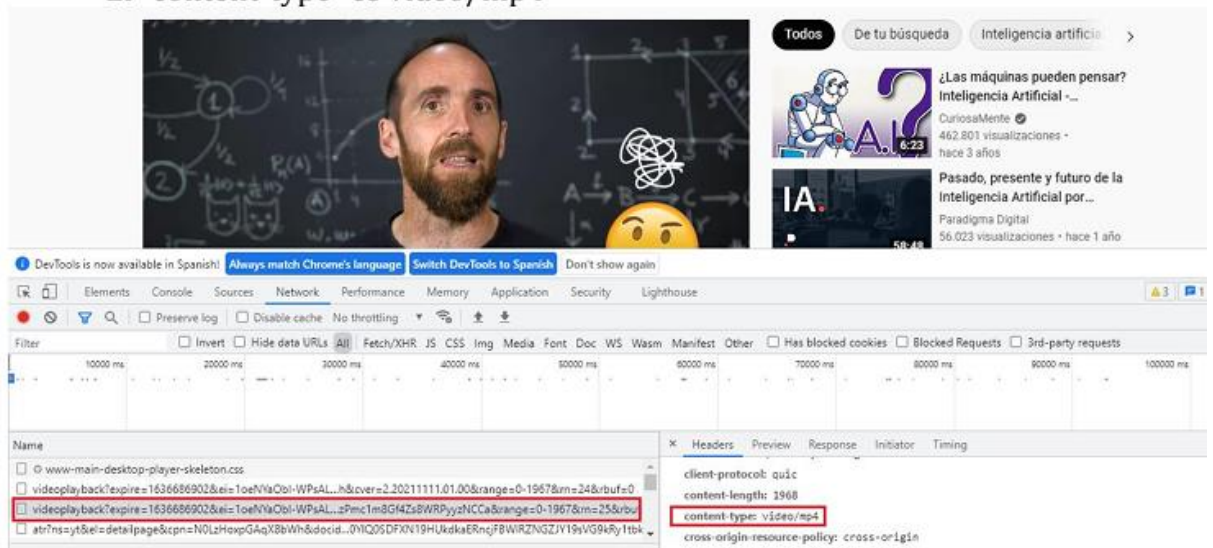 Todos De tu búsqueda Inteligencia artificia
¿Las máquinas pueden pensar?
Inteligencia Artificial -...
CuriosaMente
462.801 visualizaciones •
hace 3 años
A.I.
6:23
Pasado, presente y futuro de la
Inteligencia Artificial por...
Paradigma Digital
56.023 visualizaciones • hace 1 año
IA.
58:48
DevTools is now available in Spanish! Always match Chrome's language Switch DevTools to Spanish Don't show again
Elements Console Sources Network Performance Memory Application Security Lighthouse 3 1
Preserve log Disable cache No throttling
Filter Invert Hide data URLs All Fetch/XHR JS CSS Img Media Font Doc WS Wasm Manifest Other Has blocked cookies Blocked Requests 3rd-party requests
10000 ms 20000 ms 30000 ms 40000 ms 50000 ms 60000 ms 70000 ms 80000 ms 90000 ms 100000 ms
Name × Headers Preview Response Initiator Timing
www-main-desktop-player-skeleton.css
client-protocol: quic
videoplayback?expire=1636686902&ei=1oeNYaObI-WPsAL...h&cver=2.20211111.01.00&range=0-1967&rn=24&rbuf=0
content-length: 1968
videoplayback?expire=1636686902&ei=1oeNYaObI-WPsAL...zPmc1m8Gf4Zs8WRPyyzNCCa&range=0-1967&rn=25&rbu
content-type: video/mp4
cross-origin-resource-policy: cross-origin